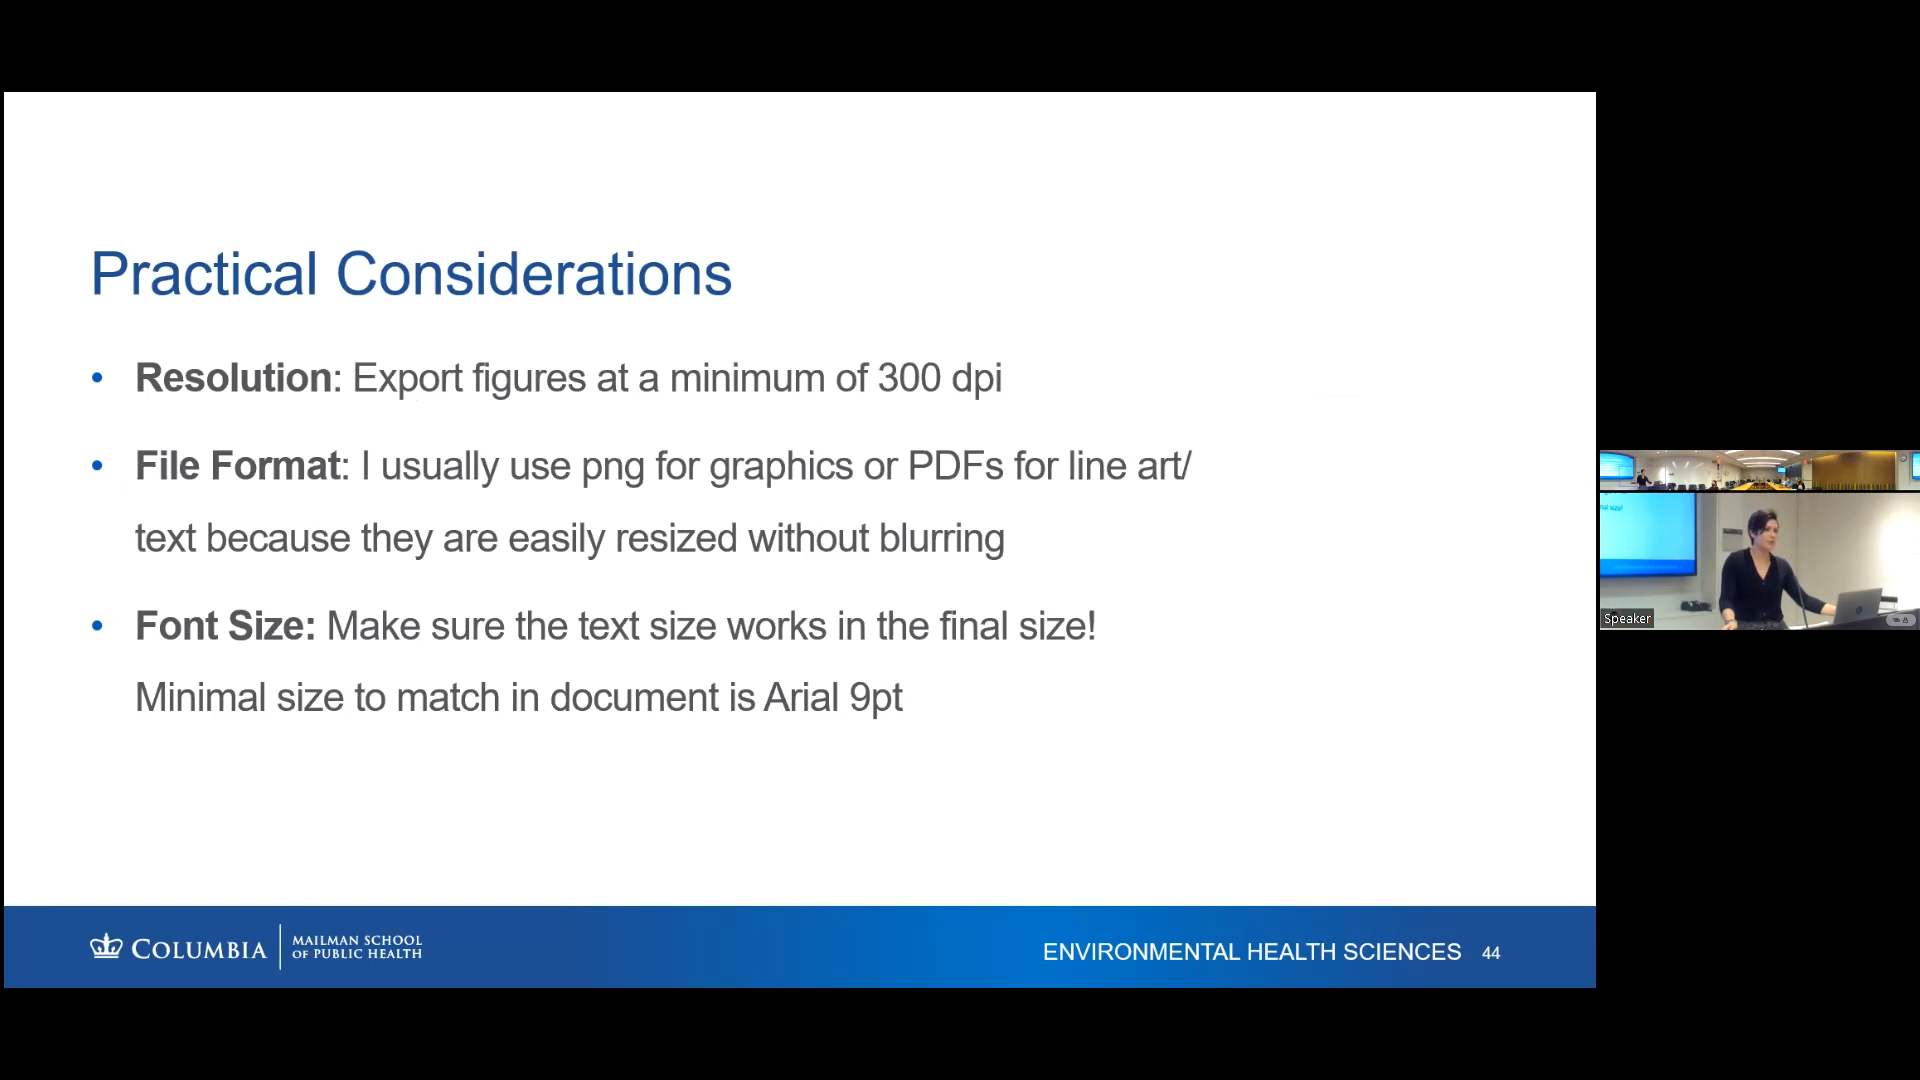 Practical Considerations
• Resolution: Export figures at a minimum of 300 dpi
• File Format: I usually use png for graphics or PDFs for line art/
text because they are easily resized without blurring
• Font Size: Make sure the text size works in the final size!
Minimal size to match in document is Arial 9pt
COLUMBIA
MAILMAN SCHOOL
OF PUBLIC HEALTH
ENVIRONMENTAL HEALTH SCIENCES 44
Speaker